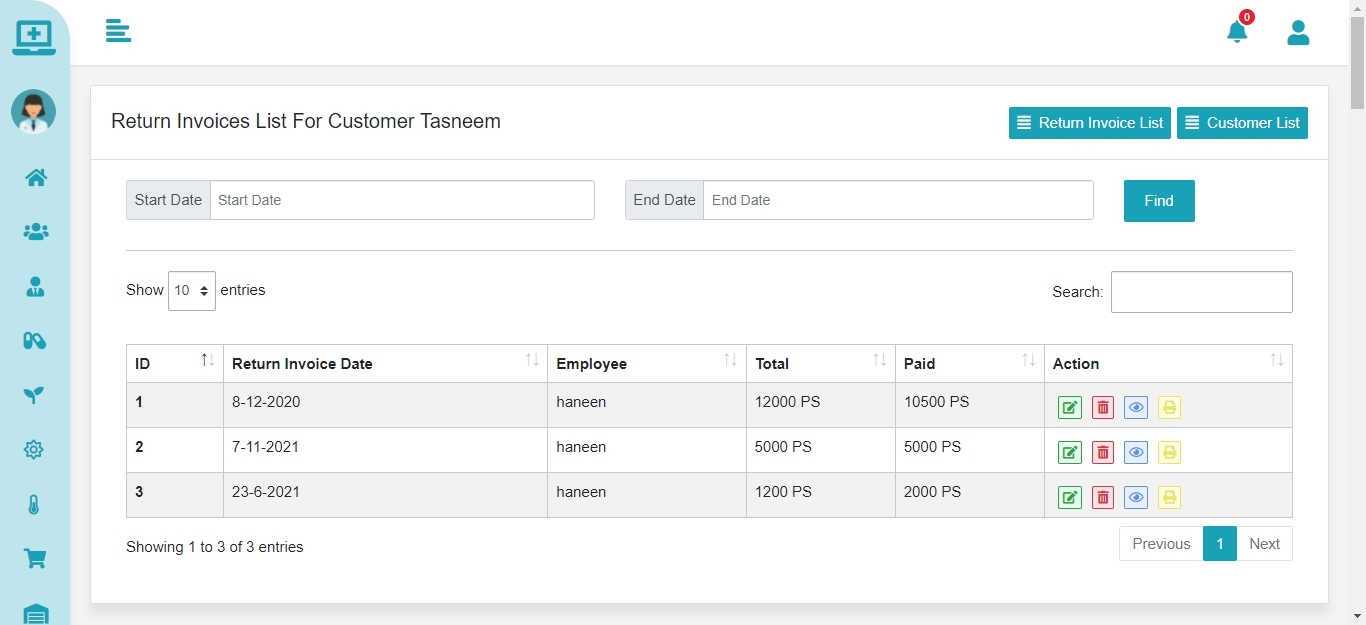 0
Return Invoices List For Customer Tasneem
Return Invoice List
Customer List
Start Date Start Date
End Date End Date
Find
Show 10 entries
Search:
ID Return Invoice Date Employee Total Paid Action
1 8-12-2020 haneen 12000 PS 10500 PS
2 7-11-2021 haneen 5000 PS 5000 PS
3 23-6-2021 haneen 1200 PS 2000 PS
Showing 1 to 3 of 3 entries
Previous 1 Next